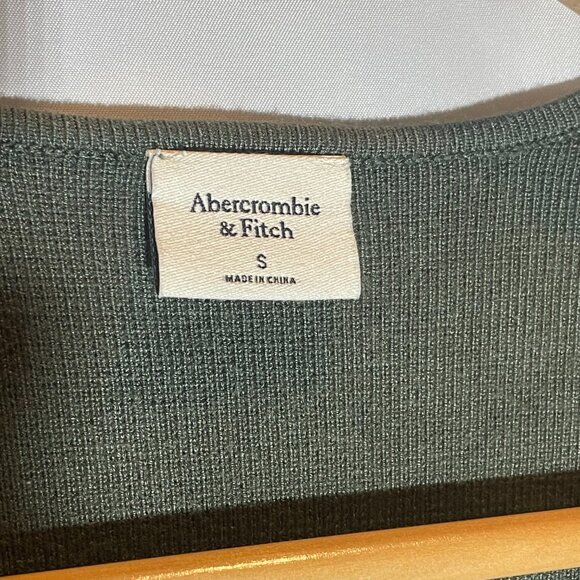 Abercrombie
& Fitch
S
MADE IN CHINA